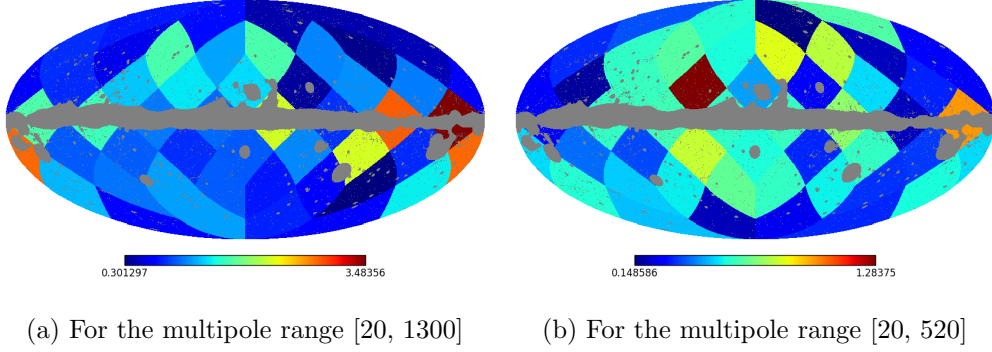 0.301297 3.48356 0.148586 1.28375
(a) For the multipole range [20, 1300] (b) For the multipole range [20, 520]